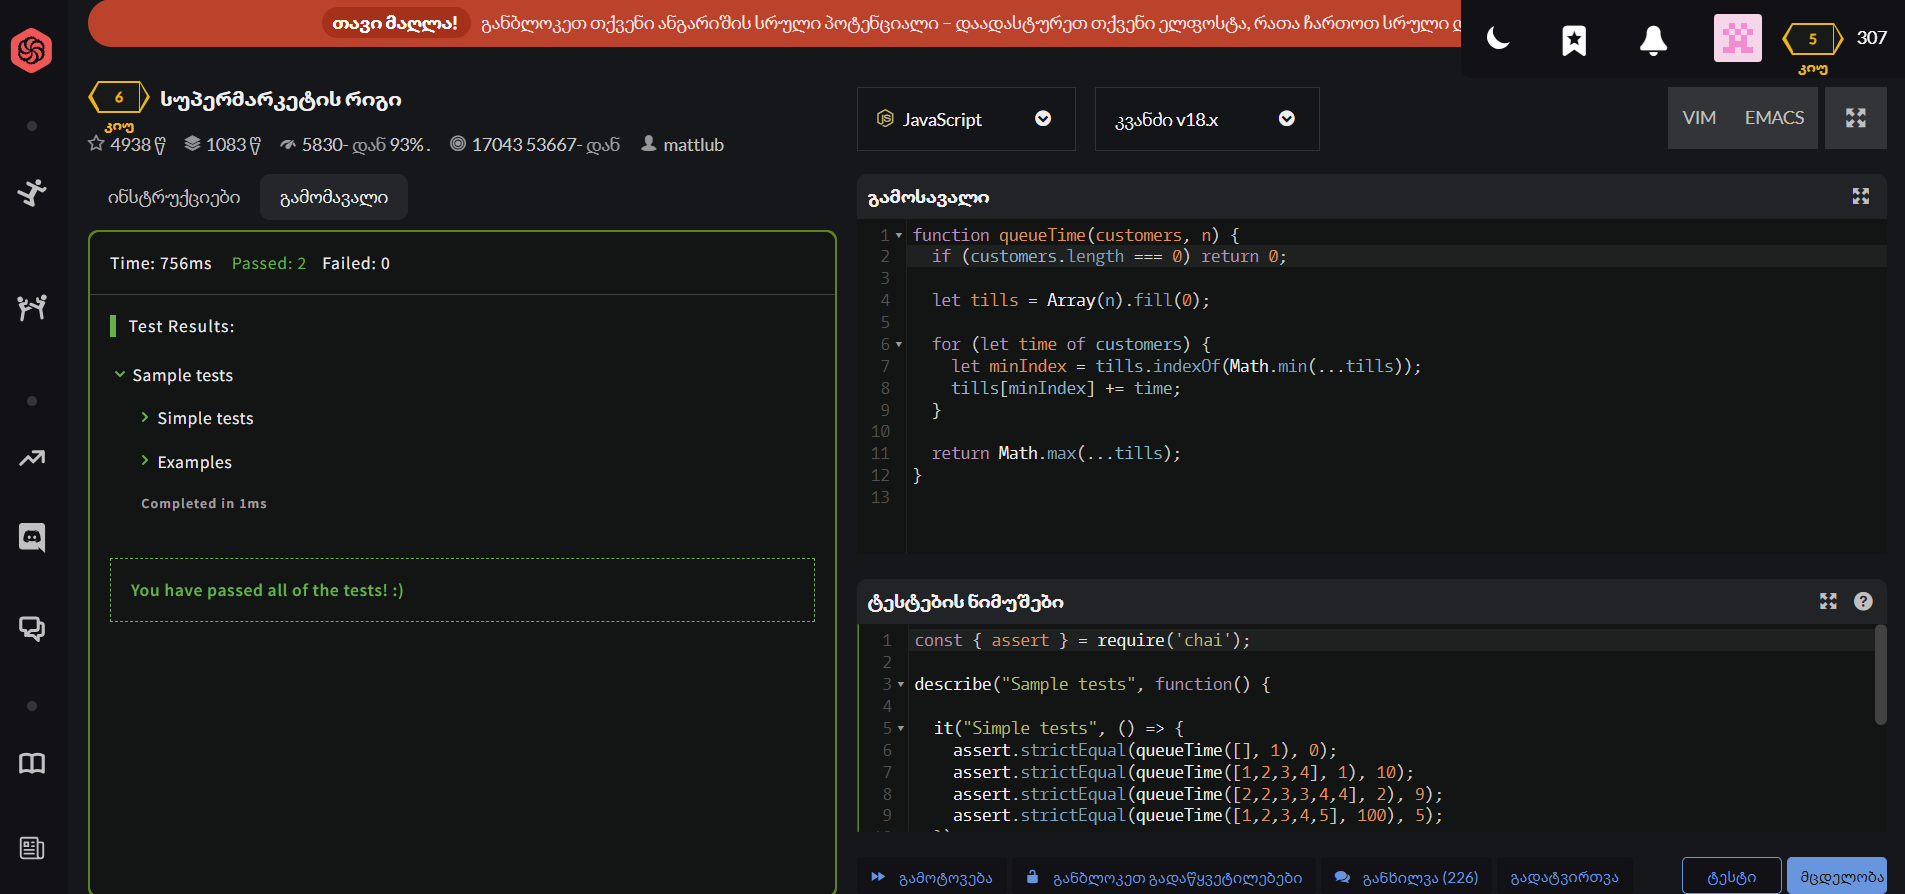 თავი მაღლა! განბლოკეთ თქვენი ანგარიშის სრული პოტენციალი – დაადასტურეთ თქვენი ელფოსტა, რათა ჩართოთ სრული
5 კიუ 307
6 კიუ სუპერმარკეტის რიგი
4938 წ 1083 წ 5830- დან 93% . 17043 53667- დან mattlub
JavaScript
კვანძი v18.x
VIM EMACS
ინსტრუქციები გამომავალი
Time: 756ms Passed: 2 Failed: 0
Test Results:
Sample tests
Simple tests
Examples
Completed in 1ms
You have passed all of the tests! :)
გამოსავალი
1 function queueTime(customers, n) {
2 if (customers.length === 0) return 0;
3
4 let tills = Array(n).fill(0);
5
6 for (let time of customers) {
7 let minIndex = tills.indexOf(Math.min(...tills));
8 tills[minIndex] += time;
9 }
10
11 return Math.max(...tills);
12 }
13
ტესტების ნიმუშები
1 const { assert } = require('chai');
2
3 describe("Sample tests", function() {
4
5 it("Simple tests", () => {
6 assert.strictEqual(queueTime([], 1), 0);
7 assert.strictEqual(queueTime([1,2,3,4], 1), 10);
8 assert.strictEqual(queueTime([2,2,3,3,4,4], 2), 9);
9 assert.strictEqual(queueTime([1,2,3,4,5], 100), 5);
გამოტოვება განბლოკეთ გადაწყვეტილებები განხილვა (226) გადატვირთვა ტესტი მცდელობა